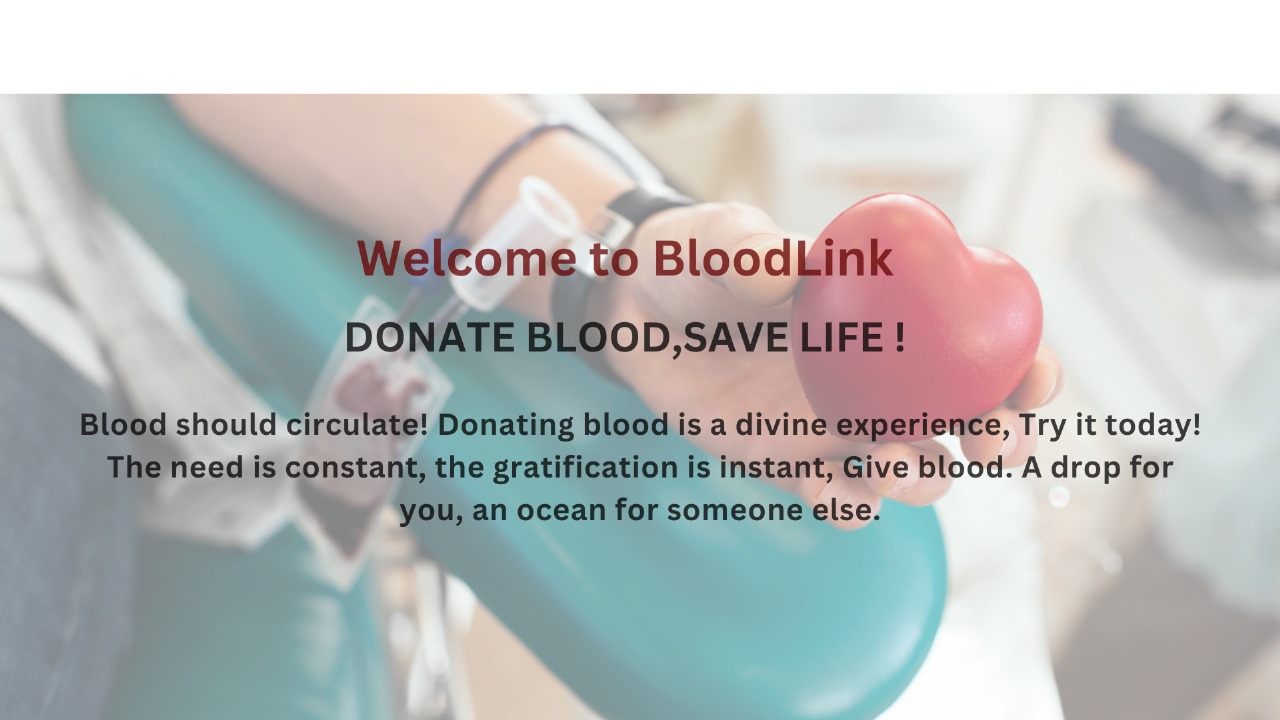 Welcome to BloodLink
DONATE BLOOD,SAVE LIFE !
Blood should circulate! Donating blood is a divine experience, Try it today!
The need is constant, the gratification is instant, Give blood. A drop for
you, an ocean for someone else.